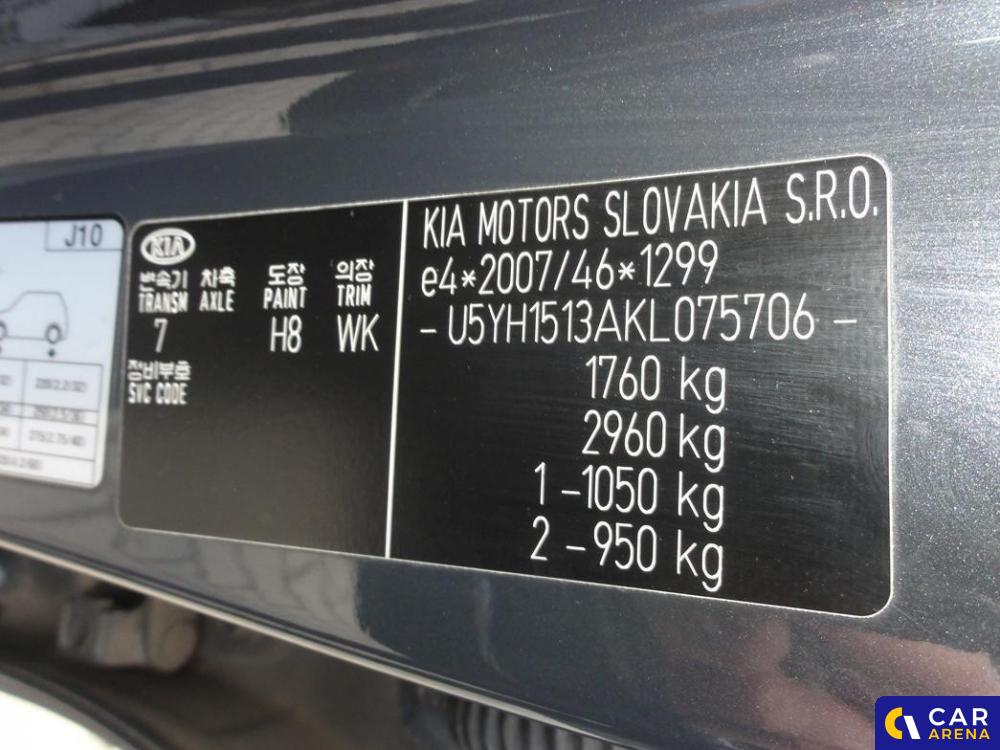 J10
KIA
변속기 차축 도장 의장
TRANSM AXLE PAINT TRIM
7 H8 WK
정비부호
SVC CODE
KIA MOTORS SLOVAKIA S.R.O.
e4*2007/46*1299
- U5YH1513AKL075706 -
1760 kg
2960 kg
1 -1050 kg
2 -950 kg
CAR
ARENA